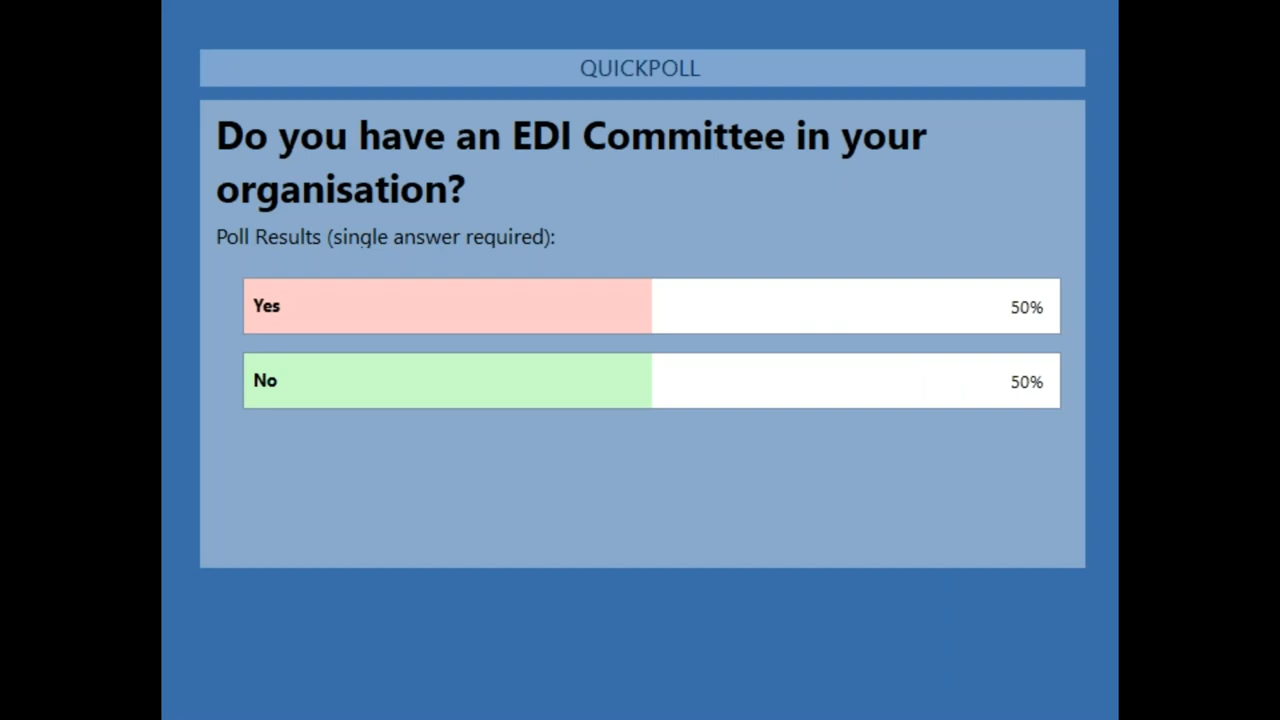 QUICKPOLL
Do you have an EDI Committee in your
organisation?
Poll Results (single answer required):
Yes 50%
No 50%